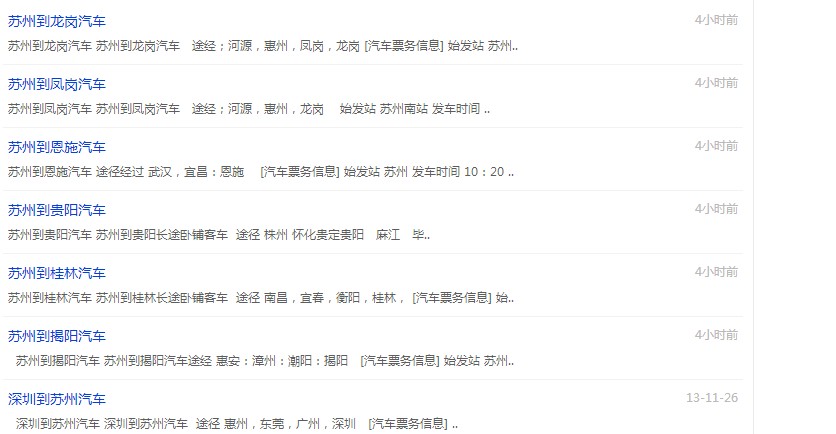 苏州到龙岗汽车 4小时前
苏州到龙岗汽车 苏州到龙岗汽车 途经；河源，惠州，凤岗，龙岗 [汽车票务信息] 始发站 苏州..
苏州到凤岗汽车 4小时前
苏州到凤岗汽车 苏州到凤岗汽车 途经；河源，惠州，龙岗 始发站 苏州南站 发车时间 ..
苏州到恩施汽车 4小时前
苏州到恩施汽车 途径经过 武汉，宜昌：恩施 [汽车票务信息] 始发站 苏州 发车时间 10：20 ..
苏州到贵阳汽车 4小时前
苏州到贵阳汽车 苏州到贵阳长途卧铺客车 途径 株州 怀化贵定贵阳 麻江 毕..
苏州到桂林汽车 4小时前
苏州到桂林汽车 苏州到桂林长途卧铺客车 途径 南昌，宜春，衡阳，桂林， [汽车票务信息] 始..
苏州到揭阳汽车 4小时前
苏州到揭阳汽车 苏州到揭阳汽车途经 惠安：漳州：潮阳：揭阳 [汽车票务信息] 始发站 苏州..
深圳到苏州汽车 13-11-26
深圳到苏州汽车 深圳到苏州汽车 途径 惠州，东莞，广州，深圳 [汽车票务信息] ..